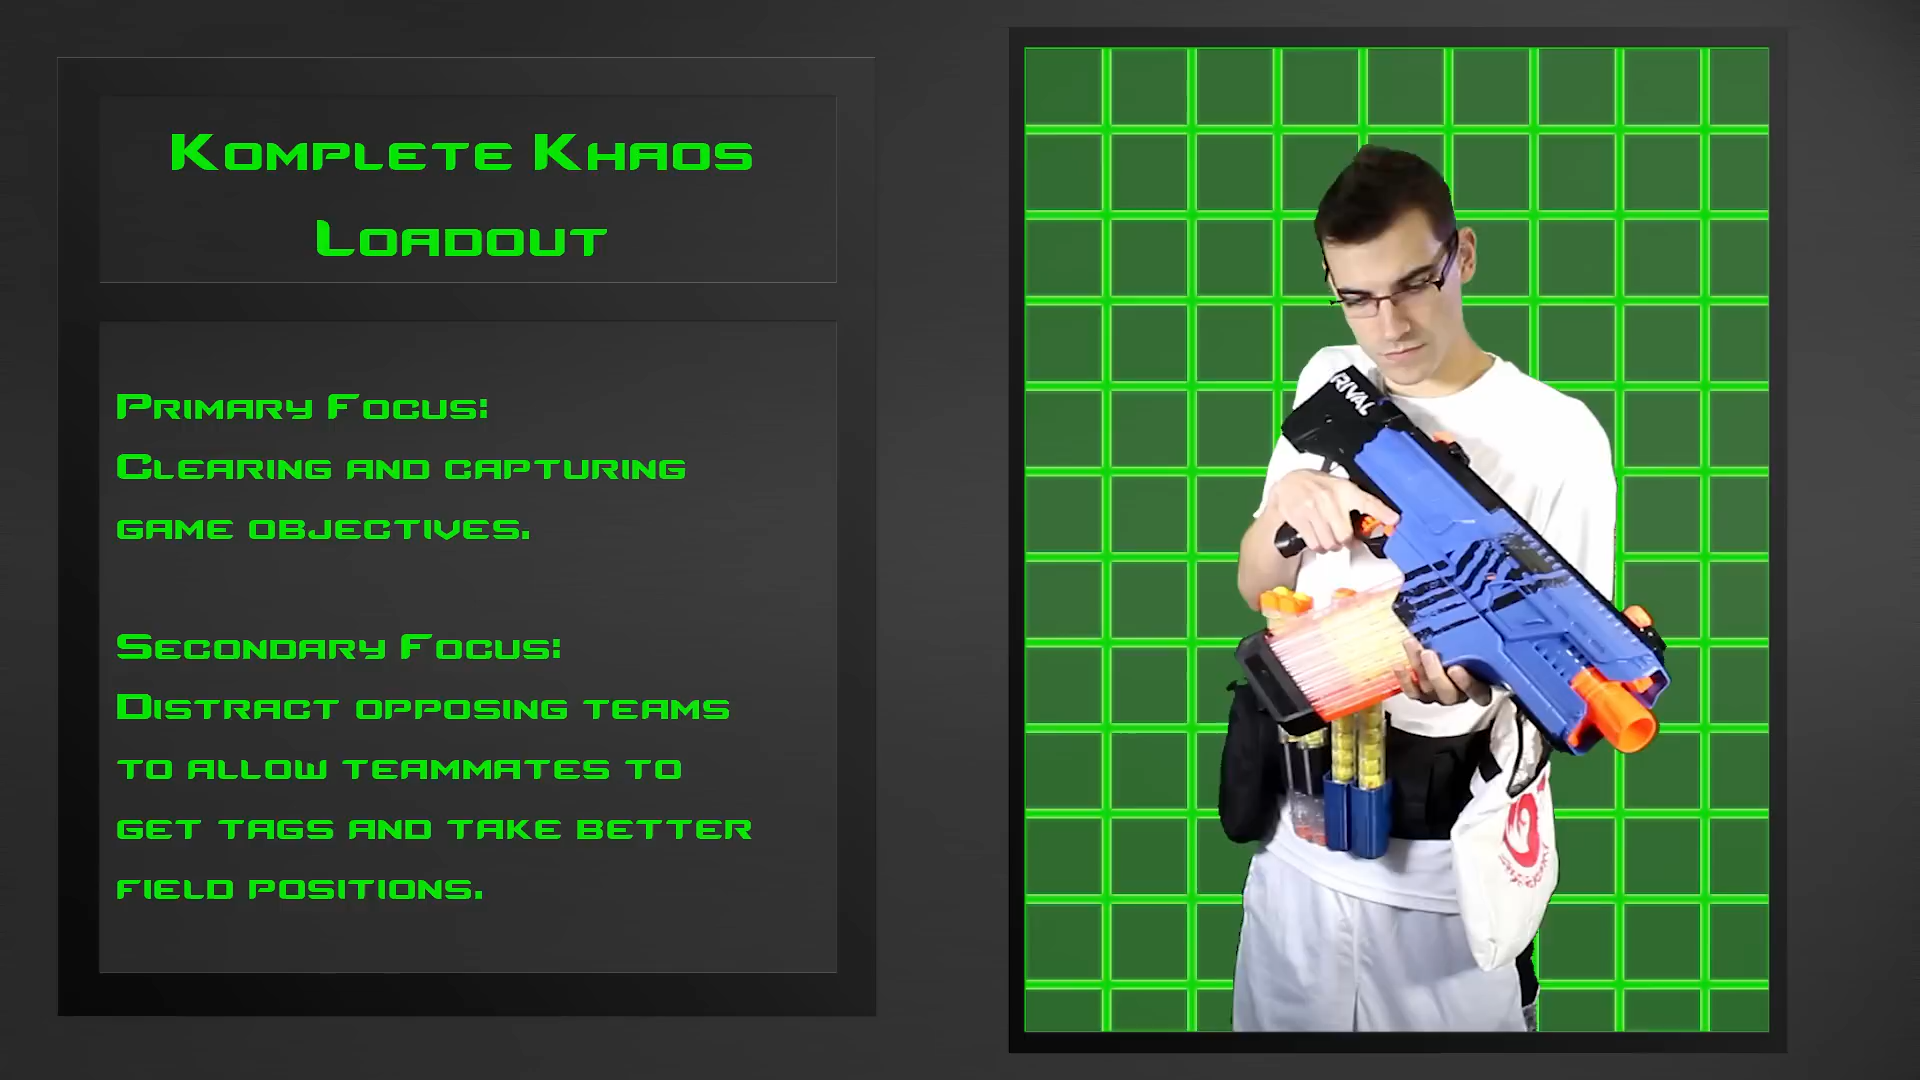 Komplete Khaos
Loadout
Primary Focus:
Clearing and capturing
game objectives.
Secondary Focus:
Distract opposing teams
to allow teammates to
get tags and take better
field positions.
RIVAL